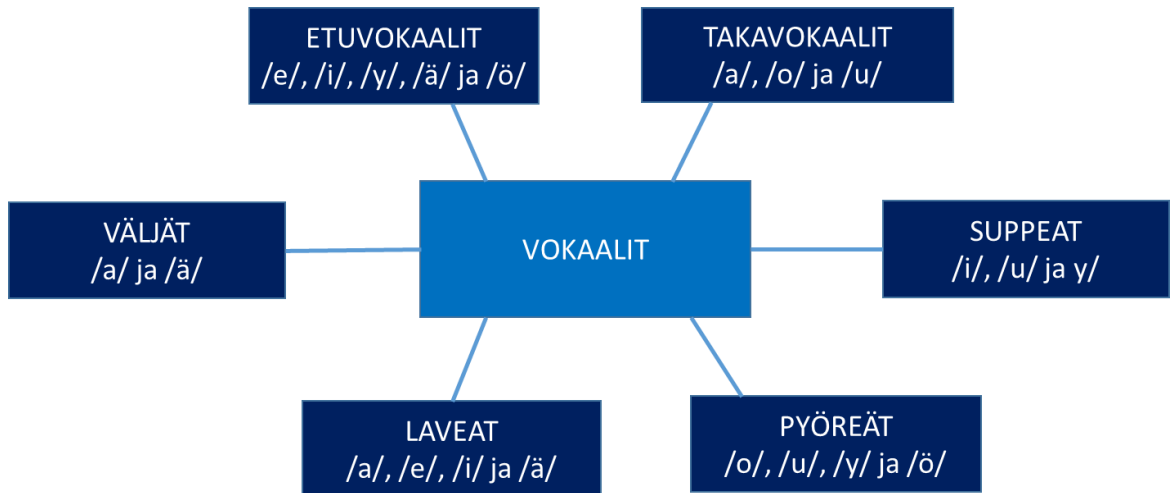 ETUVOKAALIT
/e/, /i/, /y/, /ä/ ja /ö/
TAKAVOKAALIT
/a/, /o/ ja /u/
VÄLJÄT
/a/ ja /ä/
VOKAALIT
SUPPEAT
/i/, /u/ ja y/
LAVEAT
/a/, /e/, /i/ ja /ä/
PYÖREÄT
/o/, /u/, /y/ ja /ö/